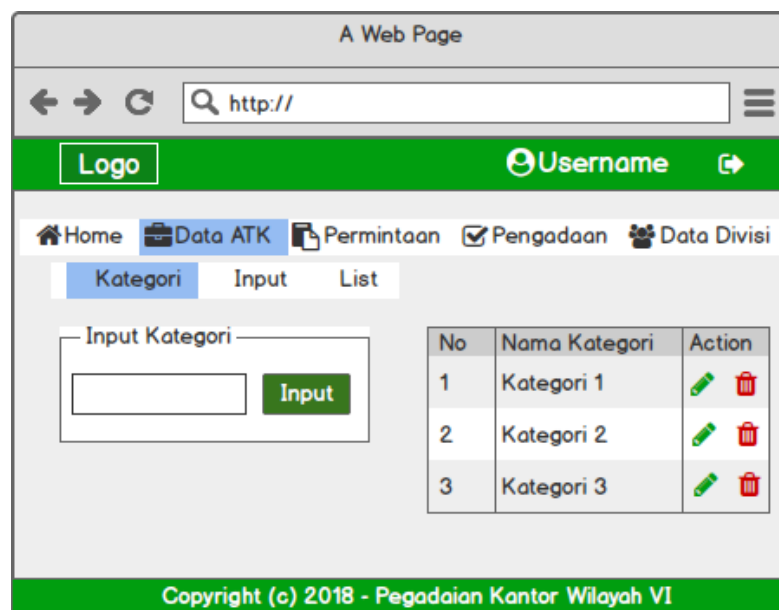 A Web Page
http://
Logo Username
Home Data ATK Permintaan Pengadaan Data Divisi
Kategori Input List
Input Kategori
Input
No Nama Kategori Action
1 Kategori 1
2 Kategori 2
3 Kategori 3
Copyright (c) 2018 - Pegadaian Kantor Wilayah VI